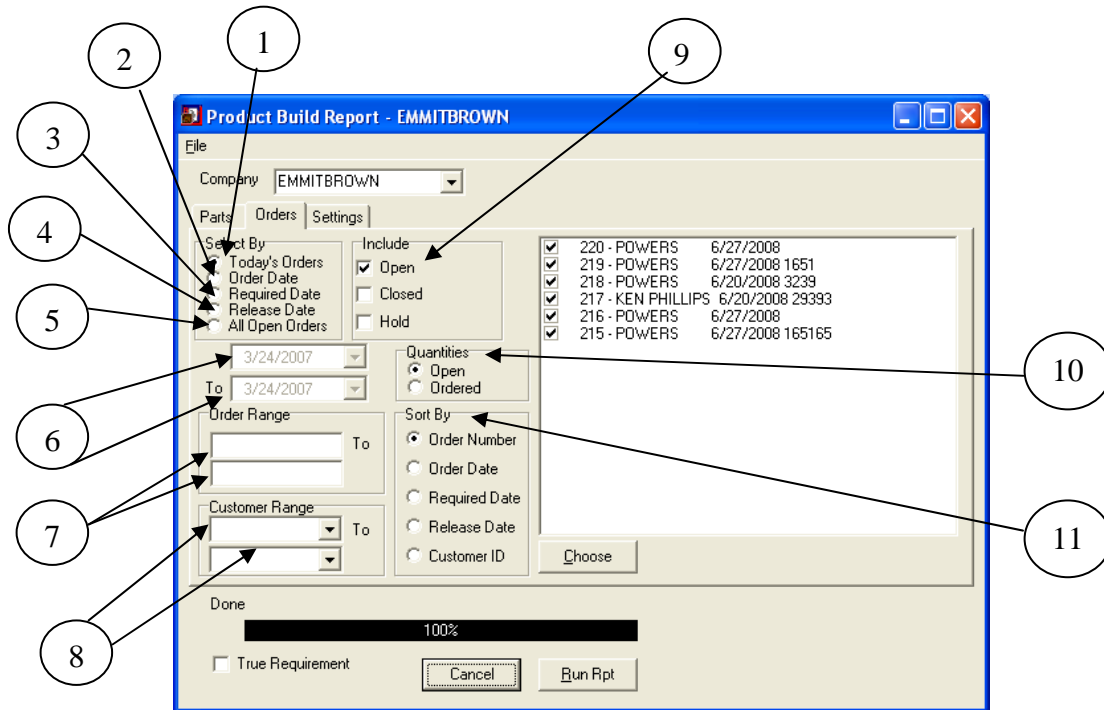 1
2
9
3
4
5
6
7
8
10
11
Product Build Report - EMMITBROWN
File
Company EMMITBROWN
Parts Orders Settings
Select By
Today's Orders
Order Date
Required Date
Release Date
All Open Orders
Include
Open
Closed
Hold
3/24/2007
To 3/24/2007
Quantities
Open
Ordered
Order Range
To
Customer Range
To
Sort By
Order Number
Order Date
Required Date
Release Date
Customer ID
220 - POWERS 6/27/2008
219 - POWERS 6/27/2008 1651
218 - POWERS 6/20/2008 3239
217 - KEN PHILLIPS 6/20/2008 29393
216 - POWERS 6/27/2008
215 - POWERS 6/27/2008 165165
Choose
Done
100%
True Requirement
Cancel
Run Rpt